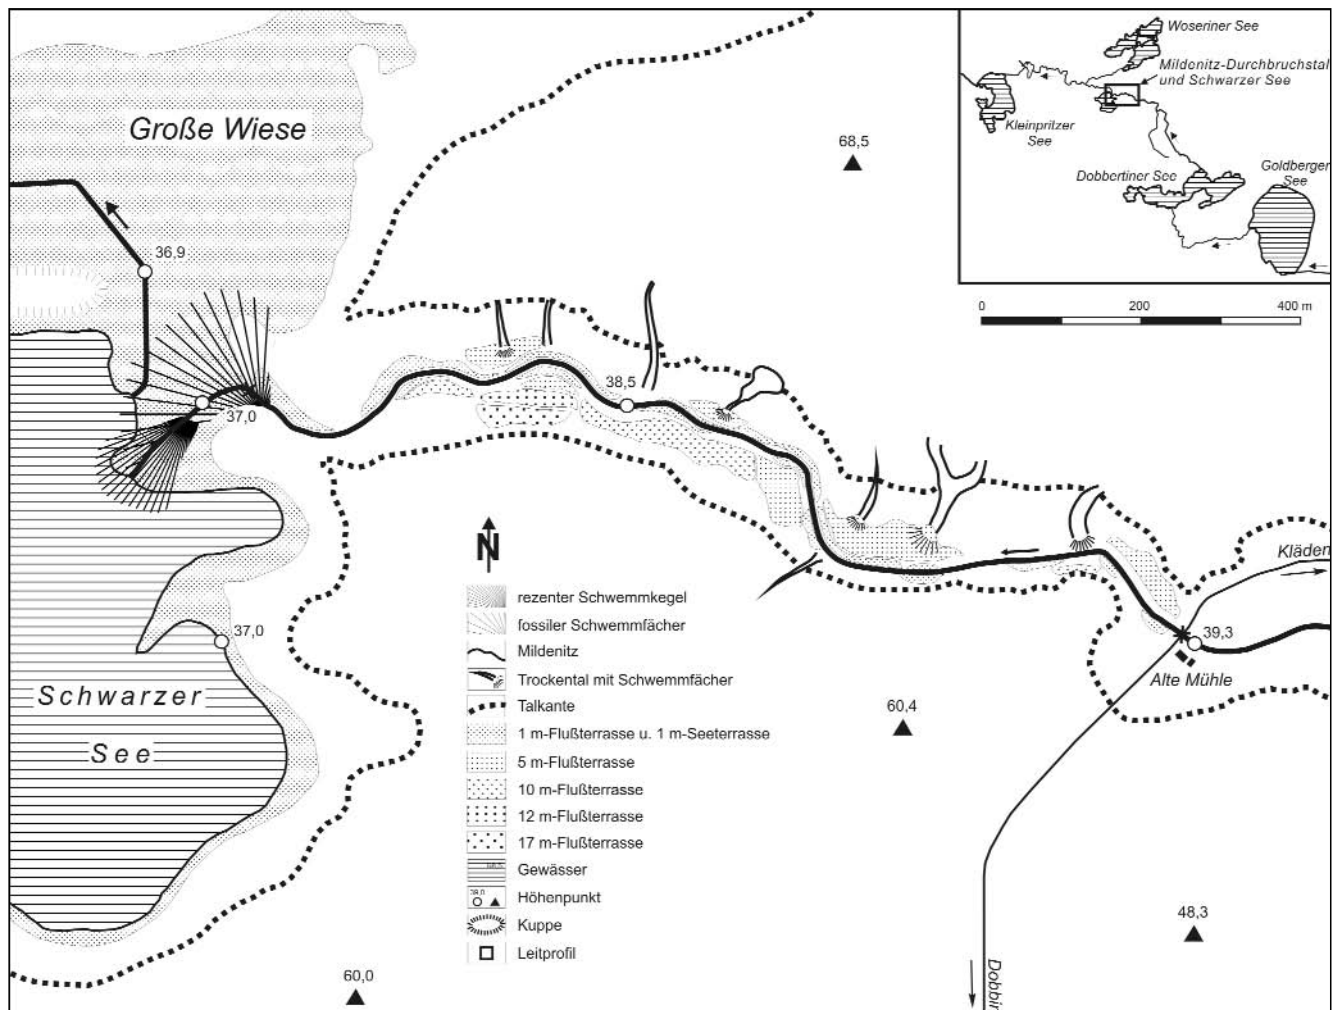 Woseriner See
Mildenitz-Durchbruchstal
und Schwarzer See
Kleinpritzer
See
Dobbertiner See
Goldberger
See
0 200 400 m
Große Wiese
68,5
36,9
38,5
37,0
37,0
Schwarzer
See
N
Kläden
39,3
Alte Mühle
60,4
48,3
60,0
Dobbin
rezenter Schwemmkegel
fossiler Schwemmfächer
Mildenitz
Trockental mit Schwemmfächer
Talkante
1 m-Flußterrasse u. 1 m-Seeterrasse
5 m-Flußterrasse
10 m-Flußterrasse
12 m-Flußterrasse
17 m-Flußterrasse
Gewässer
39,0
Höhenpunkt
Kuppe
Leitprofil